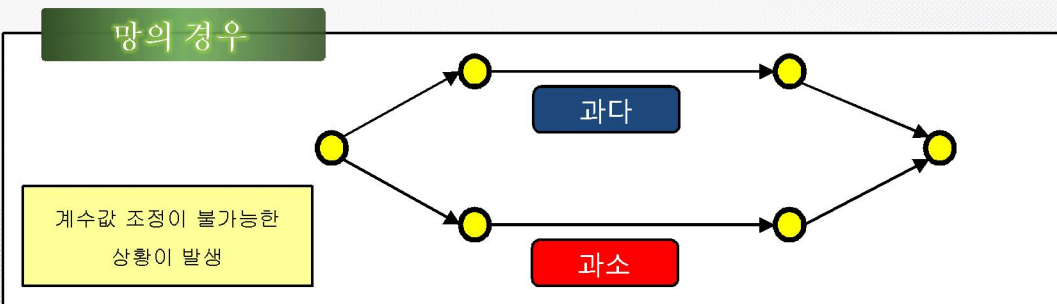 망의 경우
과다
계수값 조정이 불가능한
상황이 발생
과소